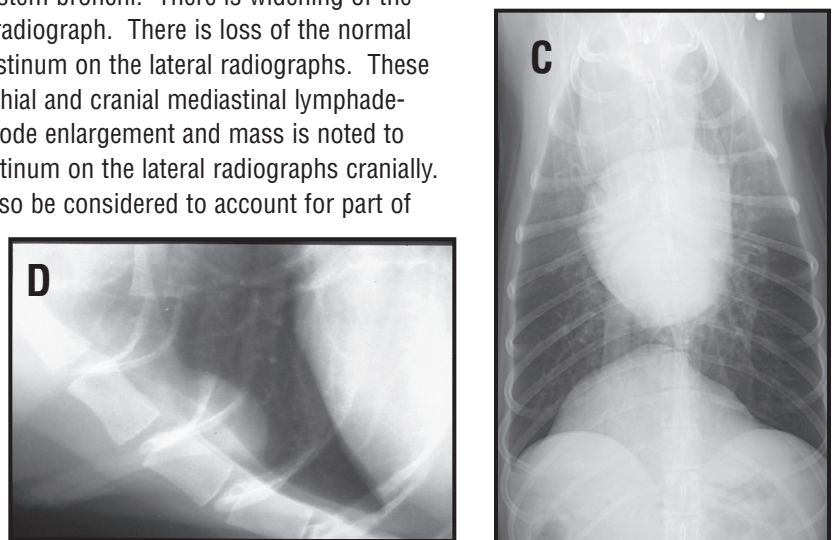 stem bronchi. There is widening of the
radiograph. There is loss of the normal
stinum on the lateral radiographs. These
hial and cranial mediastinal lymphade-
ode enlargement and mass is noted to
tinum on the lateral radiographs cranially.
so be considered to account for part of
C
D